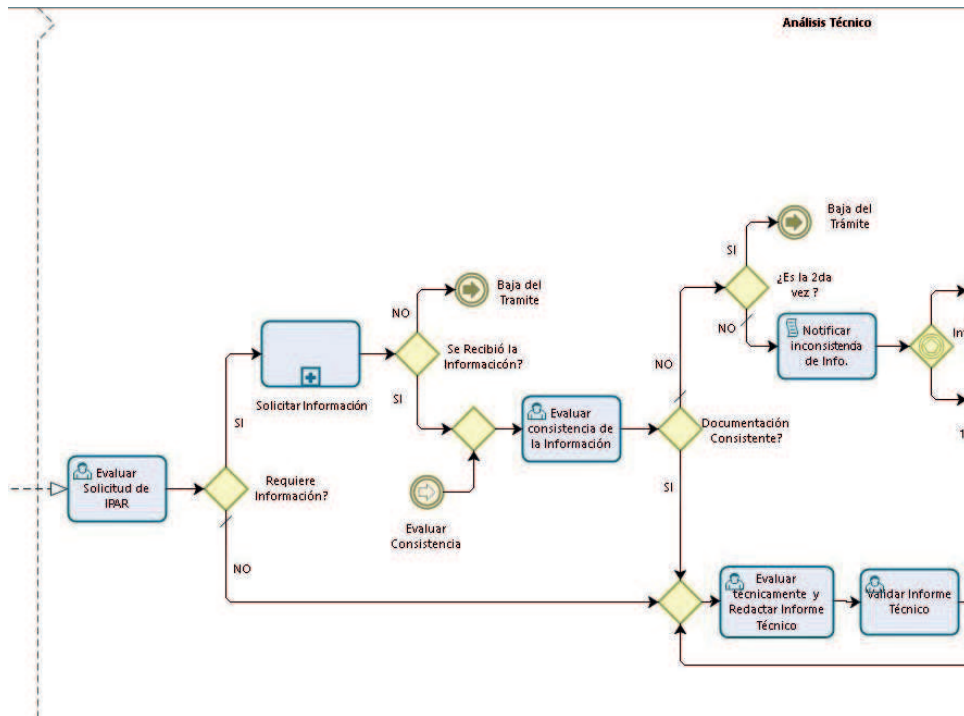 Análisis Técnico
Baja del
Trámite
SI
¿Es la 2da
vez ?
Baja del
Tramite
NO
NO
Notificar
inconsistencia
de Info.
Se Recibió la
Informacicón?
NO
Solicitar Información
SI
SI
Evaluar
consistencia de
la Información
Documentación
Consistente?
Evaluar
Solicitud de
IPAR
Requiere
Información?
SI
Evaluar
Consistencia
NO
Evaluar
técnicamente y
Redactar Informe
Técnico
Validar Informe
Técnico